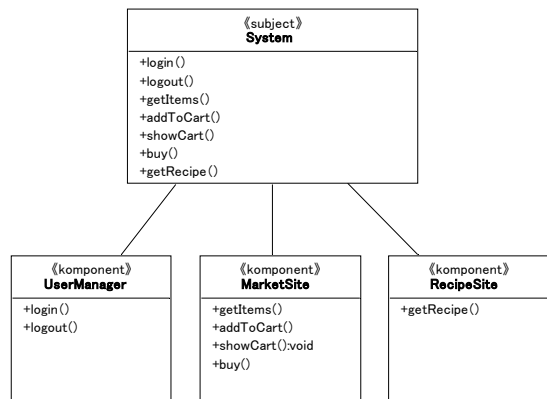 《subject》
System
+login()
+logout()
+getItems()
+addToCart()
+showCart()
+buy()
+getRecipe()
《komponent》
UserManager
+login()
+logout()
《komponent》
MarketSite
+getItems()
+addToCart()
+showCart():void
+buy()
《komponent》
RecipeSite
+getRecipe()